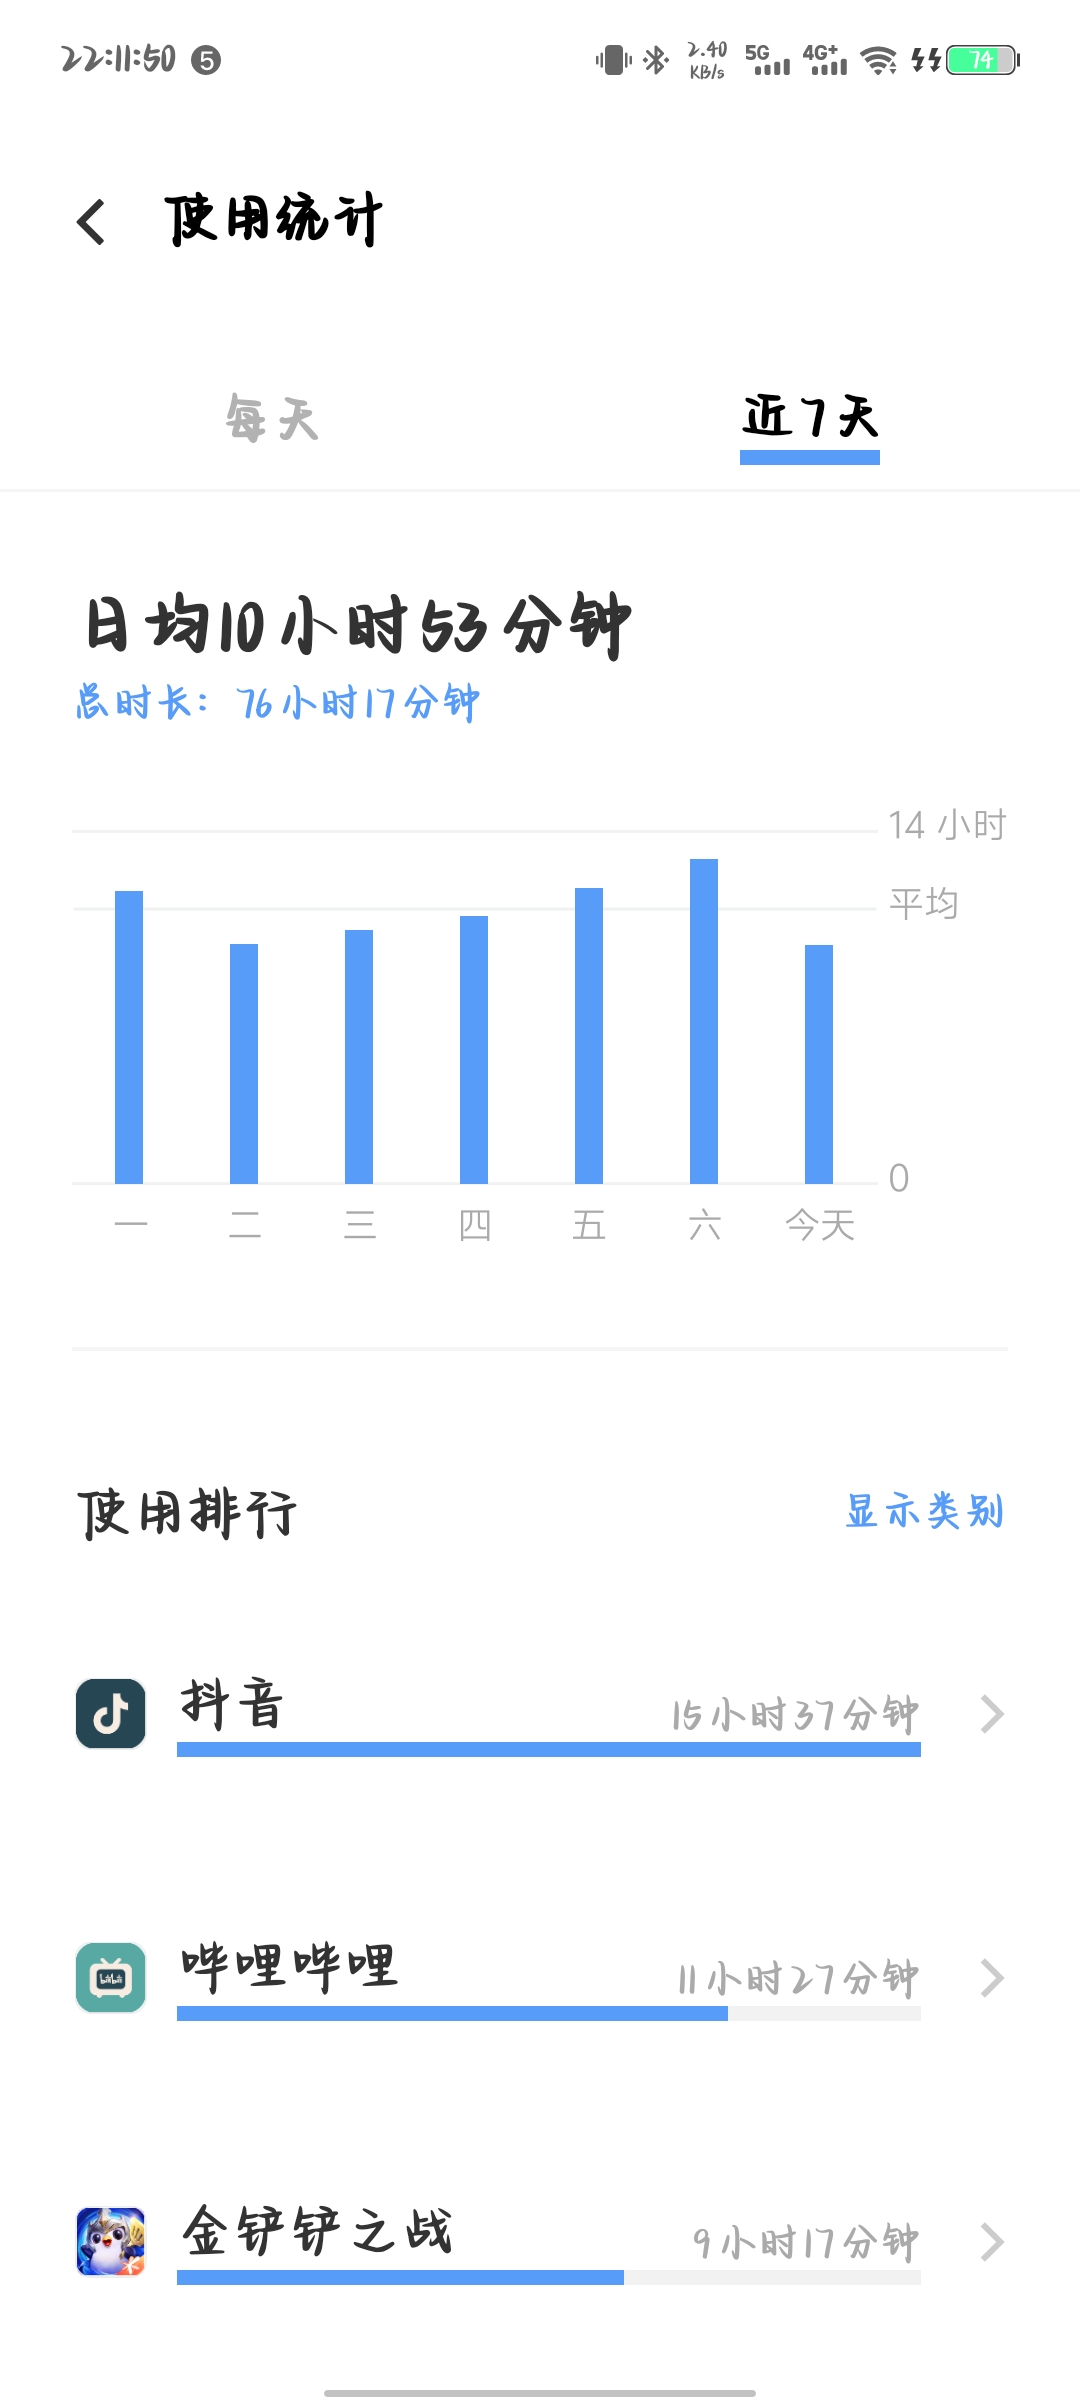 22:11:50 5 2.40 KB/s 5G 4G+ 74
使用统计
每天 近7天
日均10小时53分钟
总时长：76小时17分钟
14 小时
平均
0
一 二 三 四 五 六 今天
使用排行 显示类别
抖音 15小时37分钟
bilibili
哔哩哔哩 11小时27分钟
金铲铲之战 9小时17分钟